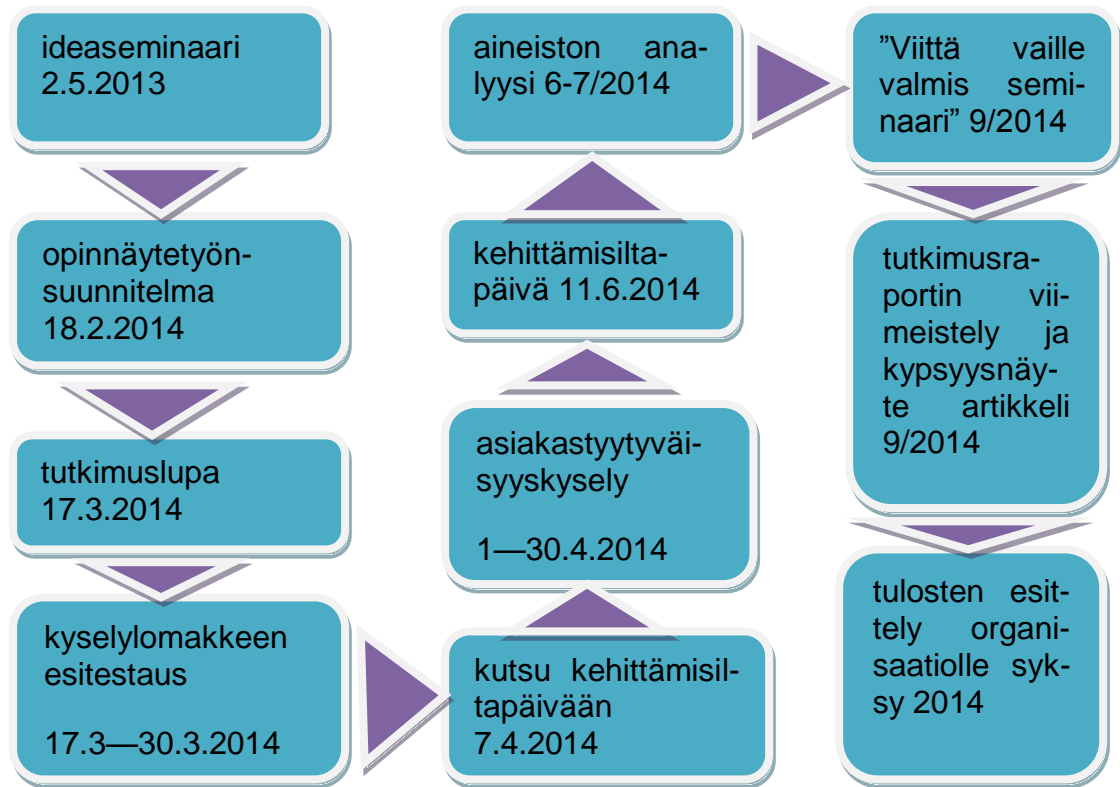 ideaseminaari
2.5.2013
opinnäytetyön-
suunnitelma
18.2.2014
tutkimuslupa
17.3.2014
kyselylomakkeen
esitestaus
17.3—30.3.2014
kutsu kehittämisil-
tapäivään
7.4.2014
asiakastyytyväi-
syyskysely
1—30.4.2014
kehittämisilta-
päivä 11.6.2014
aineiston ana-
lyysi 6-7/2014
”Viittä vaille
valmis semi-
naari” 9/2014
tutkimusra-
portin vii-
meistely ja
kypsyysnäy-
te artikkeli
9/2014
tulosten esit-
tely organi-
saatiolle syk-
sy 2014